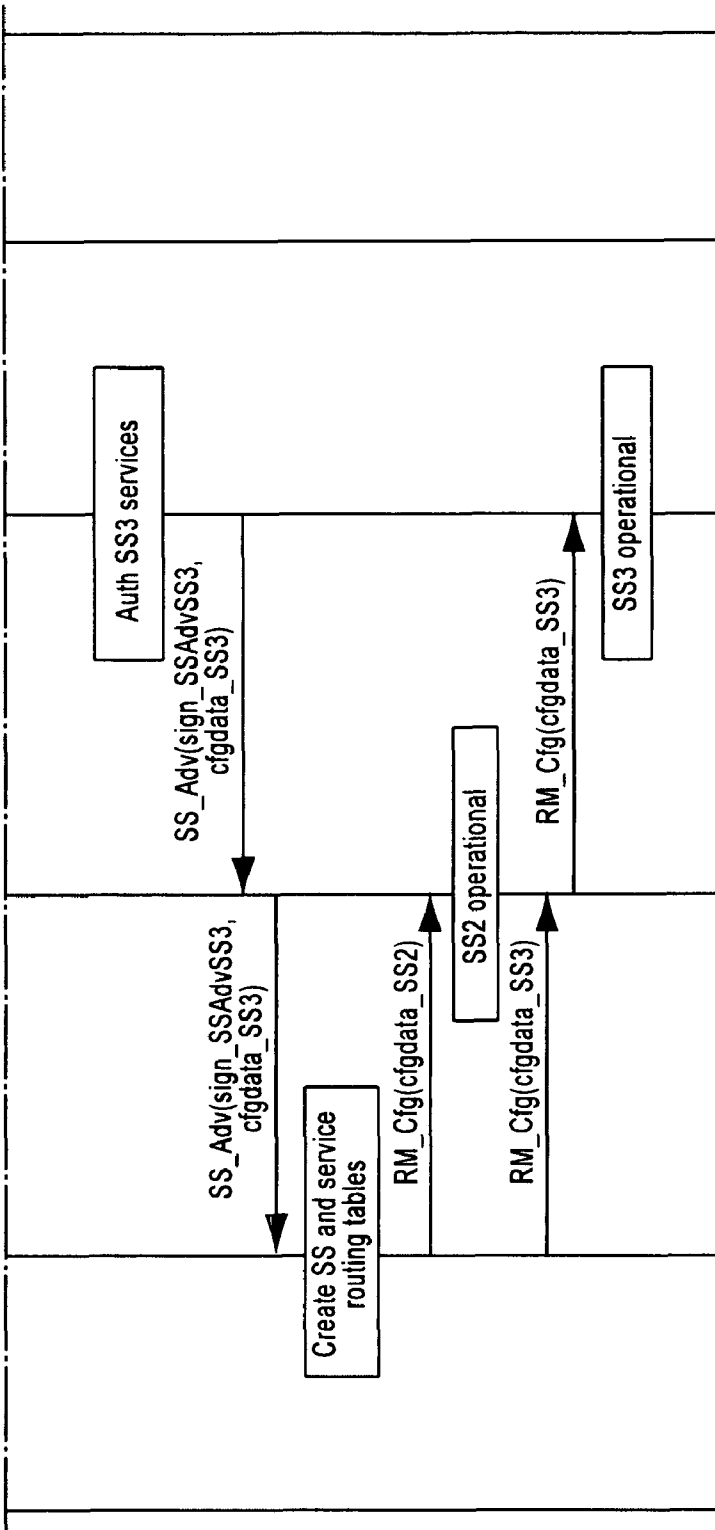 Auth SS3 services
SS_Adv(sign_SSAdvSS3,
cfgdata_SS3)
SS_Adv(sign_SSAdvSS3,
cfgdata_SS3)
Create SS and service
routing tables
RM_Cfg(cfgdata_SS2)
SS2 operational
RM_Cfg(cfgdata_SS3)
RM_Cfg(cfgdata_SS3)
SS3 operational